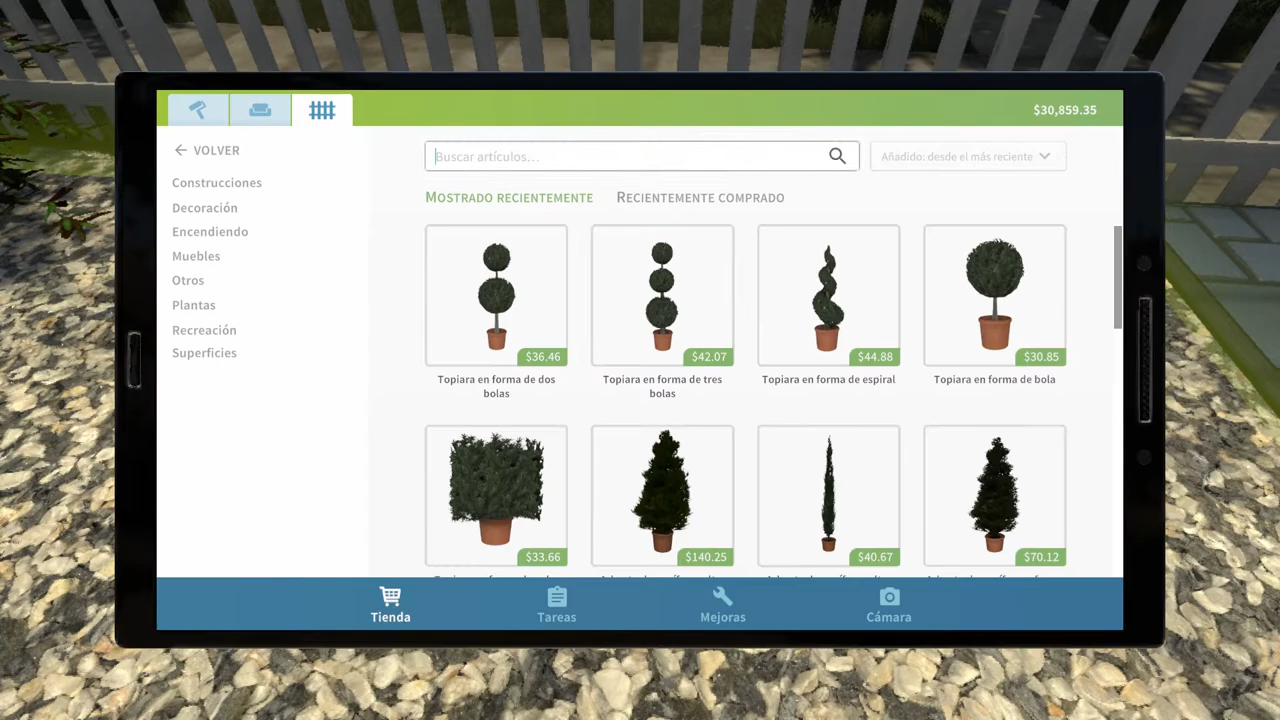 $30,859.35
VOLVER
Buscar artículos...
Añadido: desde el más reciente
Construcciones
Decoración
Encendiendo
Muebles
Otros
Plantas
Recreación
Superficies
MOSTRADO RECIENTEMENTE
RECIENTEMENTE COMPRADO
$36.46
$42.07
$44.88
$30.85
Topiara en forma de dos
bolas
Topiara en forma de tres
bolas
Topiara en forma de espiral
Topiara en forma de bola
$33.66
$140.25
$40.67
$70.12
Tienda
Tareas
Mejoras
Cámara